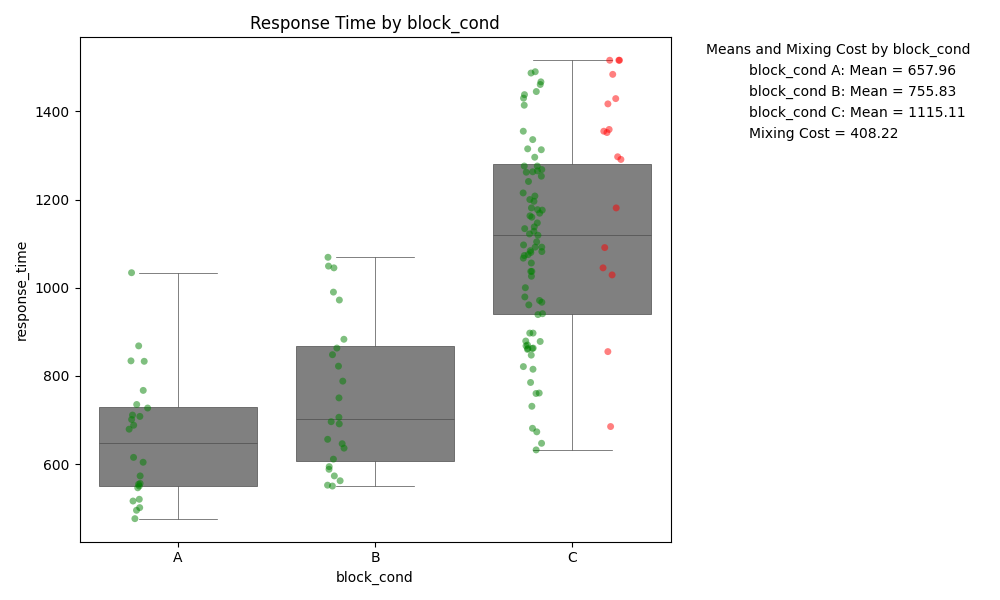 Response Time by block_cond
Means and Mixing Cost by block_cond
block_cond A: Mean = 657.96
block_cond B: Mean = 755.83
block_cond C: Mean = 1115.11
Mixing Cost = 408.22
response_time
1400
1200
1000
800
600
A
B
C
block_cond